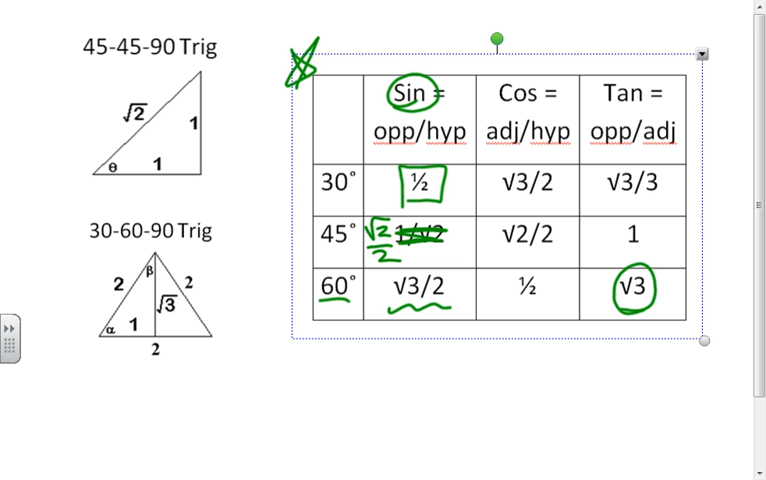 45-45-90 Trig
√2
1
θ 1
30-60-90 Trig
β
2 2
√3
α 1
2
Sin = Cos = Tan =
opp/hyp adj/hyp opp/adj
30° ½ √3/2 √3/3
45° √2/2 1/√2 √2/2 1
60° √3/2 ½ √3